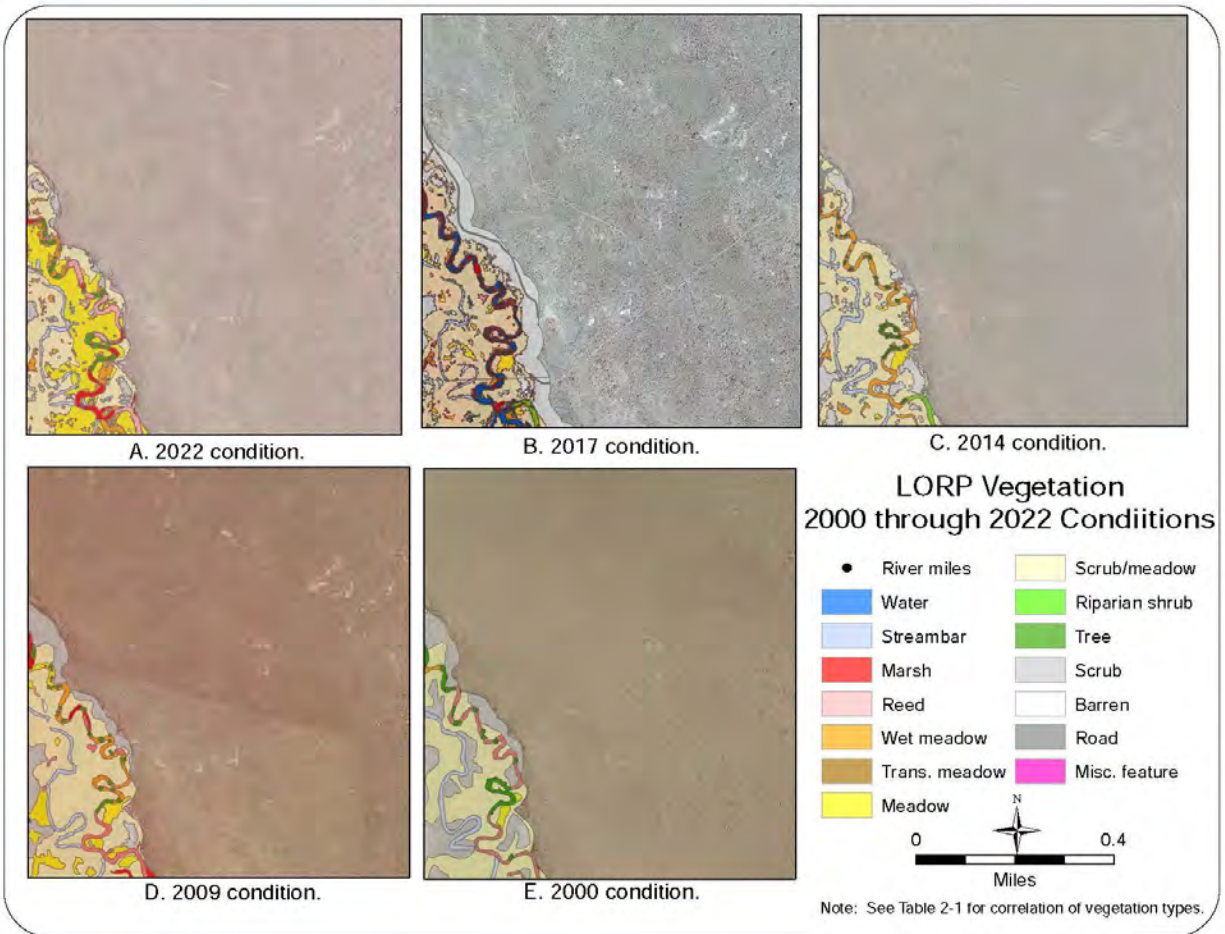 A. 2022 condition.
B. 2017 condition.
C. 2014 condition.
D. 2009 condition.
E. 2000 condition.
LORP Vegetation
2000 through 2022 Condiitions
River miles
Water
Streambar
Marsh
Reed
Wet meadow
Trans. meadow
Meadow
Scrub/meadow
Riparian shrub
Tree
Scrub
Barren
Road
Misc. feature
N
0 0.4
Miles
Note: See Table 2-1 for correlation of vegetation types.